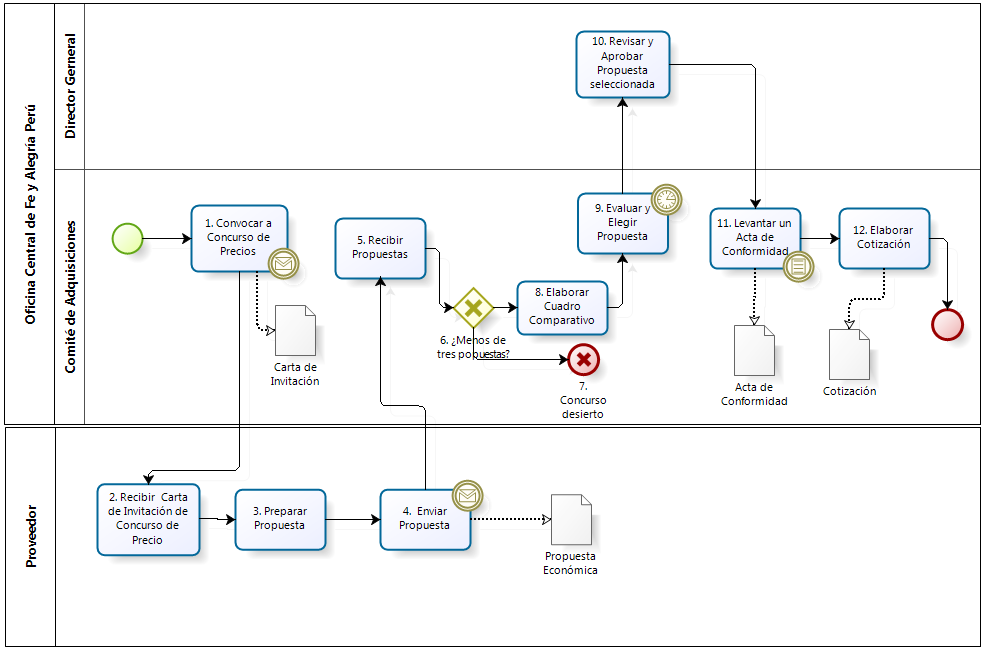 Oficina Central de Fe y Alegría Perú
Director Gerneral
10. Revisar y
Aprobar
Propuesta
seleccionada
Comité de Adquisiciones
1. Convocar a
Concurso de
Precios
Carta de
Invitación
5. Recibir
Propuestas
6. ¿Menos de
tres popuestas?
7.
Concurso
desierto
8. Elaborar
Cuadro
Comparativo
9. Evaluar y
Elegir
Propuesta
11. Levantar un
Acta de
Conformidad
Acta de
Conformidad
12. Elaborar
Cotización
Cotización
Proveedor
2. Recibir Carta
de Invitación de
Concurso de
Precio
3. Preparar
Propuesta
4. Enviar
Propuesta
Propuesta
Económica